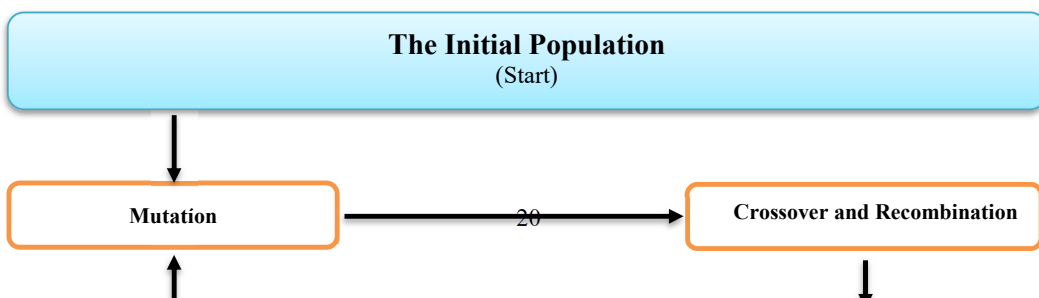 The Initial Population
(Start)
Mutation
20
Crossover and Recombination